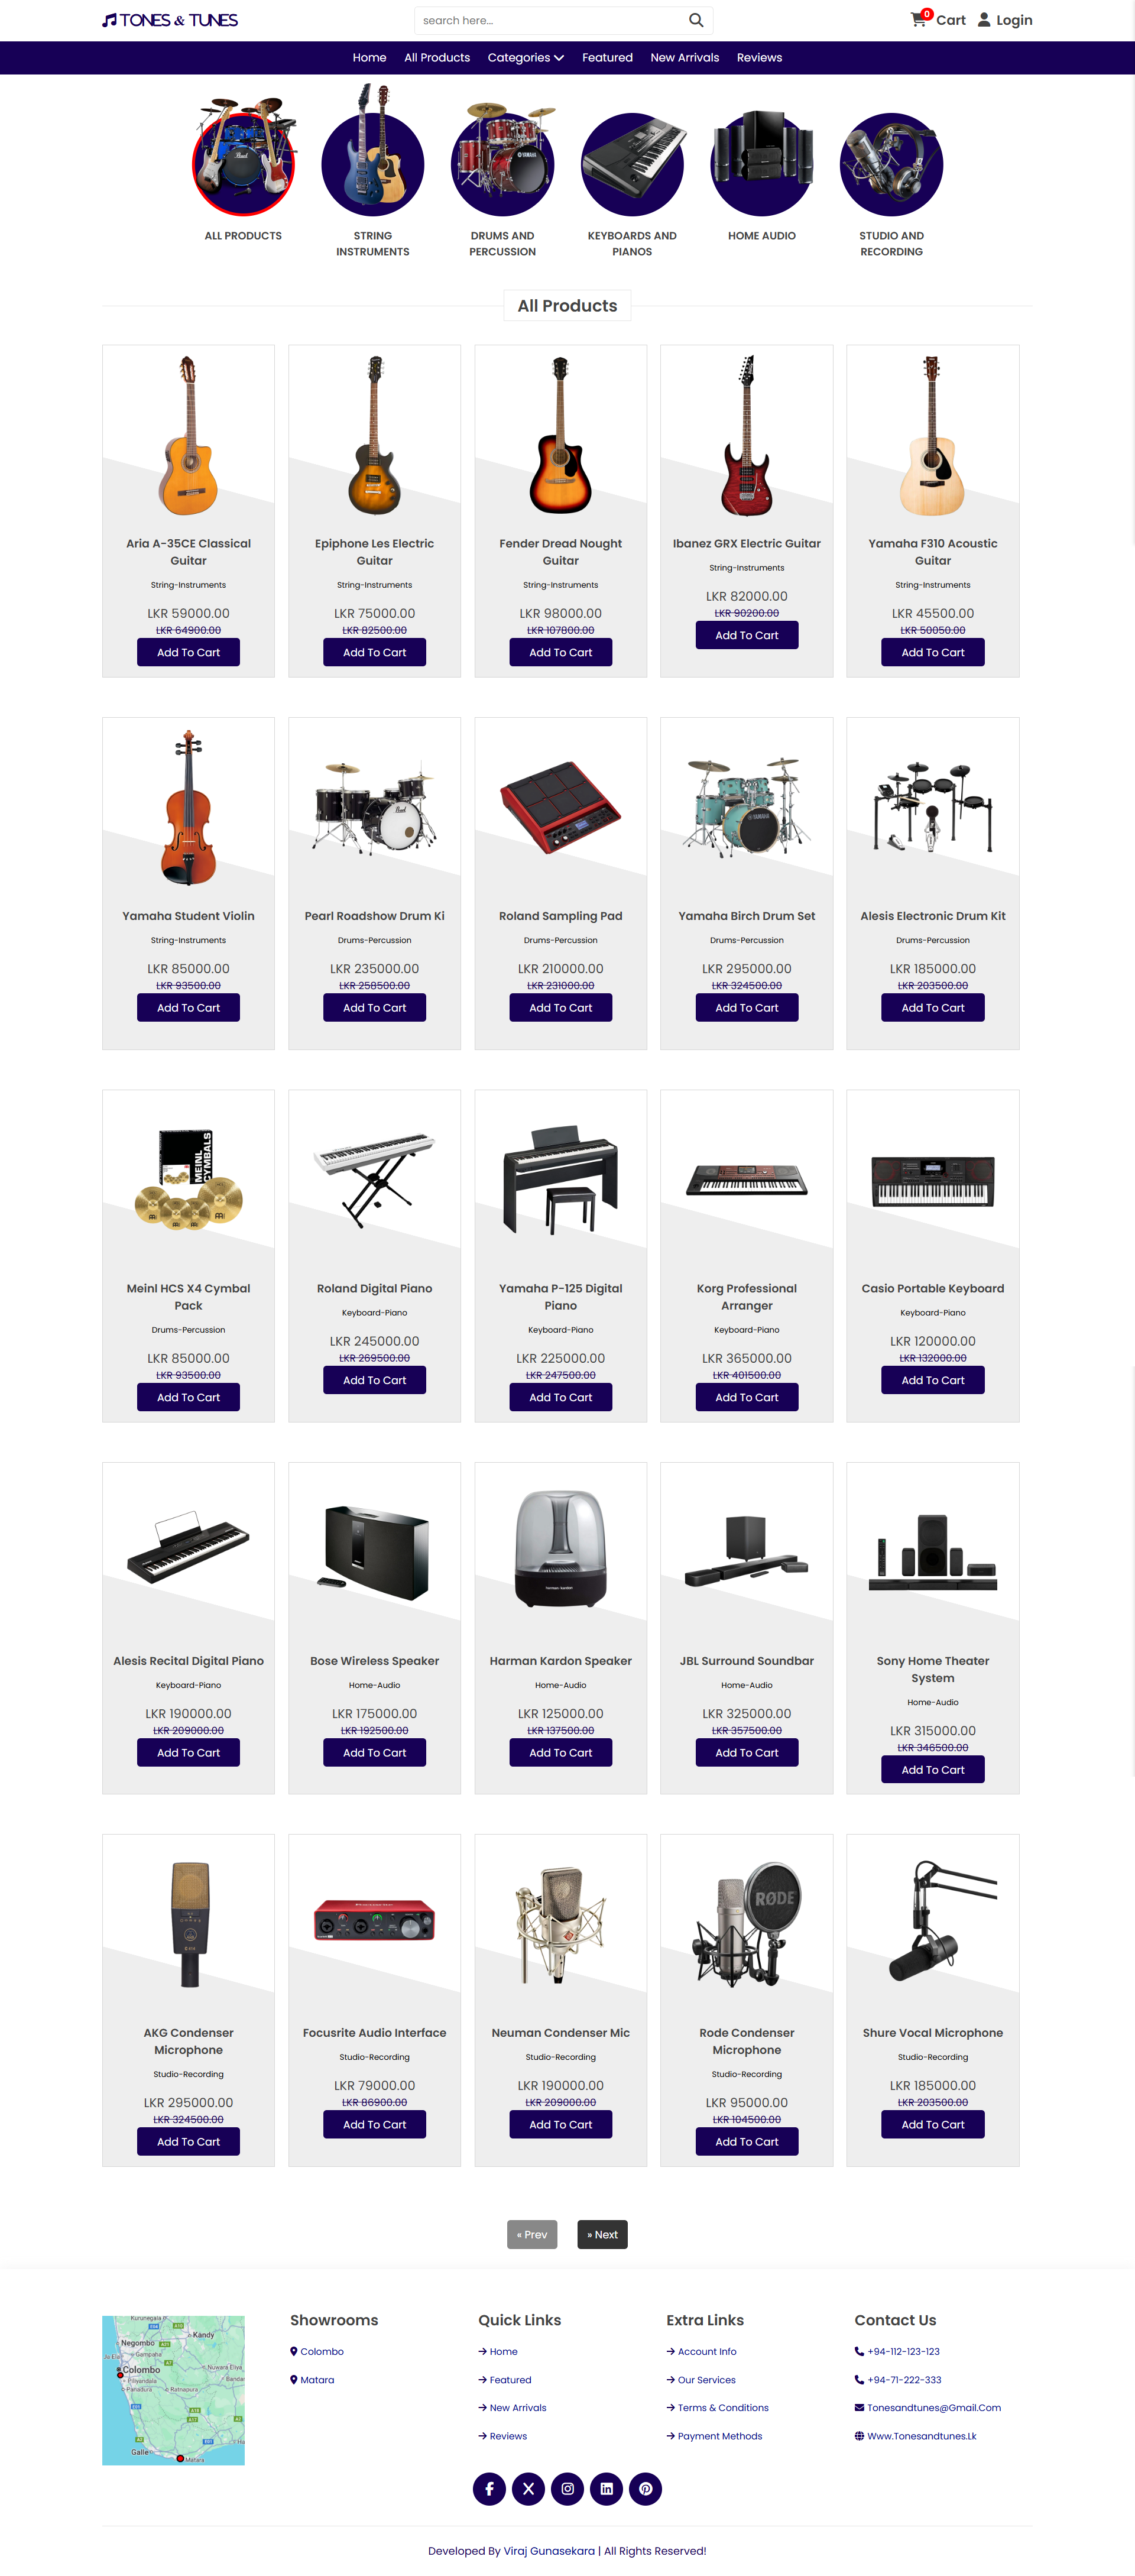 TONES & TUNES
search here...
0
Cart
Login
Home
All Products
Categories
Featured
New Arrivals
Reviews
Pearl
YAMAHA
ALL PRODUCTS
STRING
INSTRUMENTS
DRUMS AND
PERCUSSION
KEYBOARDS AND
PIANOS
HOME AUDIO
STUDIO AND
RECORDING
All Products
Aria A-35CE Classical
Guitar
String-Instruments
LKR 59000.00
LKR 64900.00
Add To Cart
Epiphone Les Electric
Guitar
String-Instruments
LKR 75000.00
LKR 82500.00
Add To Cart
Fender Dread Nought
Guitar
String-Instruments
LKR 98000.00
LKR 107800.00
Add To Cart
Ibanez GRX Electric Guitar
String-Instruments
LKR 82000.00
LKR 90200.00
Add To Cart
Yamaha F310 Acoustic
Guitar
String-Instruments
LKR 45500.00
LKR 50050.00
Add To Cart
Yamaha Student Violin
String-Instruments
LKR 85000.00
LKR 93500.00
Add To Cart
Pearl
Pearl Roadshow Drum Ki
Drums-Percussion
LKR 235000.00
LKR 258500.00
Add To Cart
Roland Sampling Pad
Drums-Percussion
LKR 210000.00
LKR 231000.00
Add To Cart
YAMAHA
Yamaha Birch Drum Set
Drums-Percussion
LKR 295000.00
LKR 324500.00
Add To Cart
Alesis Electronic Drum Kit
Drums-Percussion
LKR 185000.00
LKR 203500.00
Add To Cart
MEINL
CYMBALS
Meinl HCS X4 Cymbal
Pack
Drums-Percussion
LKR 85000.00
LKR 93500.00
Add To Cart
Roland Digital Piano
Keyboard-Piano
LKR 245000.00
LKR 269500.00
Add To Cart
Yamaha P-125 Digital
Piano
Keyboard-Piano
LKR 225000.00
LKR 247500.00
Add To Cart
Korg Professional
Arranger
Keyboard-Piano
LKR 365000.00
LKR 401500.00
Add To Cart
Casio Portable Keyboard
Keyboard-Piano
LKR 120000.00
LKR 132000.00
Add To Cart
Alesis Recital Digital Piano
Keyboard-Piano
LKR 190000.00
LKR 209000.00
Add To Cart
Bose Wireless Speaker
Home-Audio
LKR 175000.00
LKR 192500.00
Add To Cart
harman kardon
Harman Kardon Speaker
Home-Audio
LKR 125000.00
LKR 137500.00
Add To Cart
JBL Surround Soundbar
Home-Audio
LKR 325000.00
LKR 357500.00
Add To Cart
Sony Home Theater
System
Home-Audio
LKR 315000.00
LKR 346500.00
Add To Cart
AKG Condenser
Microphone
Studio-Recording
LKR 295000.00
LKR 324500.00
Add To Cart
Focusrite Audio Interface
Studio-Recording
LKR 79000.00
LKR 86900.00
Add To Cart
Neuman Condenser Mic
Studio-Recording
LKR 190000.00
LKR 209000.00
Add To Cart
RØDE
Rode Condenser
Microphone
Studio-Recording
LKR 95000.00
LKR 104500.00
Add To Cart
Shure Vocal Microphone
Studio-Recording
LKR 185000.00
LKR 203500.00
Add To Cart
« Prev
» Next
Negombo
Kandy
Gampaha
Nuwara Eliya
Colombo
Piliyandala
Panadura
Ratnapura
Galle
Matara
Showrooms
Colombo
Matara
Quick Links
Home
Featured
New Arrivals
Reviews
Extra Links
Account Info
Our Services
Terms & Conditions
Payment Methods
Contact Us
+94-112-123-123
+94-71-222-333
Tonesandtunes@Gmail.Com
Www.Tonesandtunes.Lk
Developed By Viraj Gunasekara | All Rights Reserved!